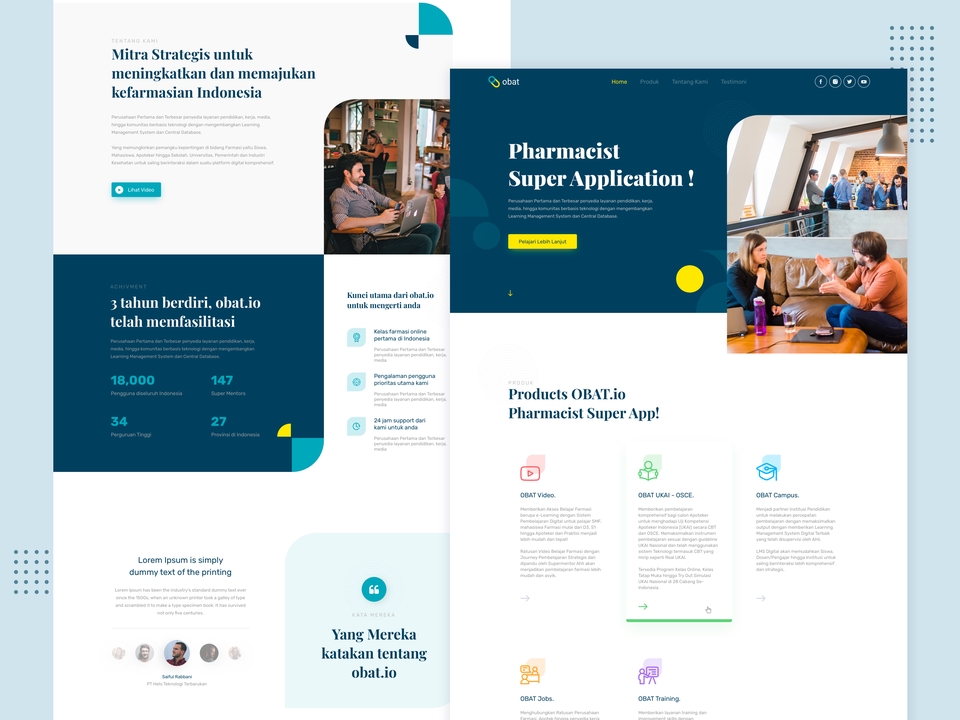 TENTANG KAMI
Mitra Strategis untuk
meningkatkan dan memajukan
kefarmasian Indonesia
Perusahaan Pertama dan Terbesar penyedia layanan pendidikan, kerja, media,
hingga komunitas berbasis teknologi dengan mengembangkan Learning
Management System dan Central Database.
Yang memungkinkan pemangku kepentingan di bidang Farmasi yaitu Siswa,
Mahasiswa, Apoteker hingga Sekolah, Universitas, Pemerintah dan Industri
Kesehatan untuk saling berinteraksi dalam suatu platform digital komprehensif.
Lihat Video
ACHIVMENT
3 tahun berdiri, obat.io
telah memfasilitasi
Perusahaan Pertama dan Terbesar penyedia layanan pendidikan, kerja,
media, hingga komunitas berbasis teknologi dengan mengembangkan
Learning Management System dan Central Database.
18,000
Pengguna diseluruh Indonesia
147
Super Mentors
34
Perguruan Tinggi
27
Provinsi di Indonesia
Kunci utama dari obat.io
untuk mengerti anda
Kelas farmasi online
pertama di Indonesia
Perusahaan Pertama dan Terbesar
penyedia layanan pendidikan, kerja,
media
Pengalaman pengguna
prioritas utama kami
Perusahaan Pertama dan Terbesar
penyedia layanan pendidikan, kerja,
media
24 jam support dari
kami untuk anda
Perusahaan Pertama dan Terbesar
penyedia layanan pendidikan, kerja,
media
Lorem Ipsum is simply
dummy text of the printing
Lorem Ipsum has been the industry's standard dummy text ever
since the 1500s, when an unknown printer took a galley of type
and scrambled it to make a type specimen book. It has survived
not only five centuries.
Saiful Rabbani
PT Halo Teknologi Terbarukan
KATA MEREKA
Yang Mereka
katakan tentang
obat.io
obat
Home Produk Tentang Kami Testimoni
Pharmacist
Super Application !
Perusahaan Pertama dan Terbesar penyedia layanan pendidikan, kerja,
media, hingga komunitas berbasis teknologi dengan mengembangkan
Learning Management System dan Central Database.
Pelajari Lebih Lanjut
PRODUK
Products OBAT.io
Pharmacist Super App!
OBAT Video.
Memberikan Akses Belajar Farmasi
berupa e-Learning dengan Sistem
Pembelajaran Digital untuk pelajar SMF,
mahasiswa Farmasi mulai dari D3, S1
hingga Apoteker dan Praktisi menjadi
lebih mudah dan tepat!
Ratusan Video Belajar Farmasi dengan
Journey Pembelajaran Strategis dan
dipandu oleh Supermentor Ahli akan
menjadikan pembelajaran farmasi lebih
mudah dan asyik.
OBAT UKAI - OSCE.
Memberikan pembelajaran
komprehensif bagi calon Apoteker
untuk menghadapi Uji Kompetensi
Apoteker Indonesia (UKAI) secara CBT
dan OSCE. Memaksimalkan instrumen
pembelajaran sesuai dengan guideline
UKAI Nasional dan telah menggunakan
sistem Teknologi termasuk CBT yang
mirip seperti Real UKAI.
Tersedia Program Kelas Online, Kelas
Tatap Muka hingga Try Out Simulasi
UKAI Nasional di 28 Cabang Se-
Indonesia
OBAT Campus.
Menjadi partner Institusi Pendidikan
untuk melakukan percepatan
pembelajaran dengan memaksimalkan
output dengan memberikan Learning
Management System Digital Terbaik
yang telah disupervisi oleh Ahli.
LMS Digital akan memudahkan Siswa,
Dosen/Pengajar hingga Institusi untuk
saling berinteraksi lebih komprehensif
dan strategis.
OBAT Jobs.
Menghubungkan Ratusan Perusahaan
OBAT Training.
Memberikan layanan training dan